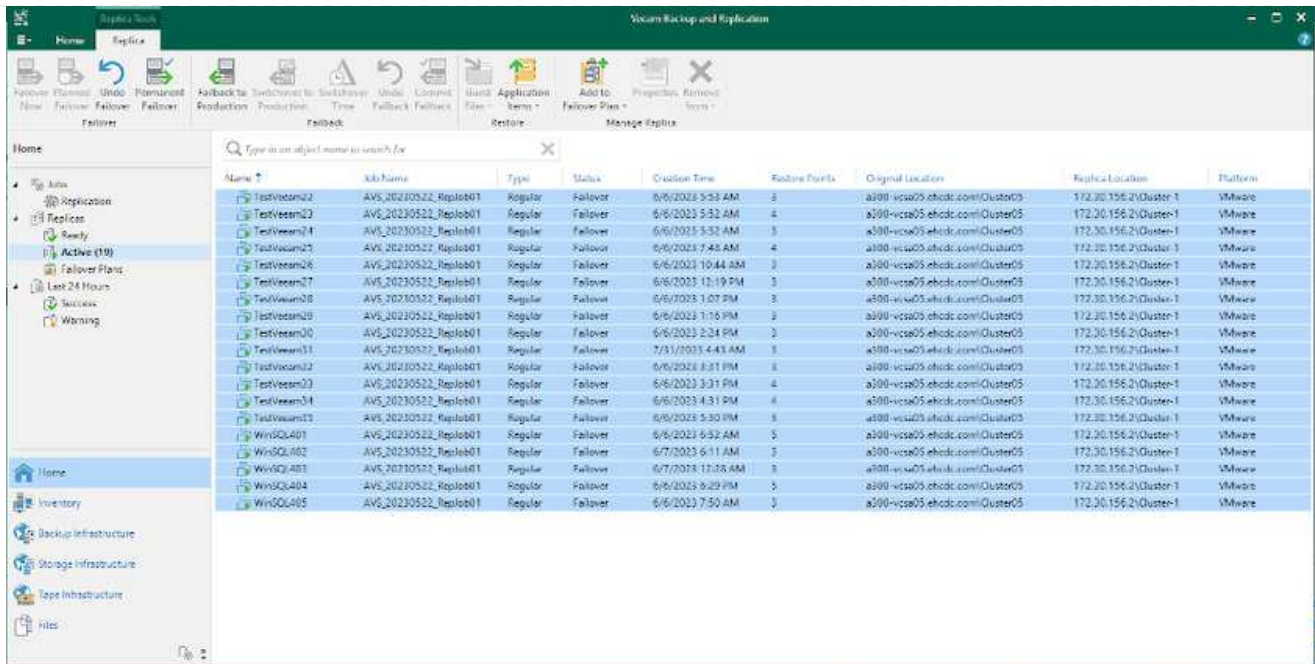 Replica Tools
Veeam Backup and Replication
Home Replica
Failover Now
Planned Failover
Undo Failover
Permanent Failover
Failback to Production
Switchover to Production
Switchover Time
Undo Failback
Commit Failback
Guest Files
Application Items
Add to Failover Plan
Properties
Remove from
Failover Failback Restore Manage Replica
Home
Type in an object name to search for
Jobs
Replication
Replicas
Ready
Active (19)
Failover Plans
Last 24 Hours
Success
Warning
Name Job Name Type Status Creation Time Restore Points Original Location Replica Location Platform
TestVeeam22 AVS_20230522_RepJob01 Regular Failover 6/6/2023 5:53 AM 3 a300-vcsa05.ehcdc.com\Cluster05 172.30.156.2\Cluster-1 VMware
TestVeeam23 AVS_20230522_RepJob01 Regular Failover 6/6/2023 5:52 AM 4 a300-vcsa05.ehcdc.com\Cluster05 172.30.156.2\Cluster-1 VMware
TestVeeam24 AVS_20230522_RepJob01 Regular Failover 6/6/2023 5:52 AM 3 a300-vcsa05.ehcdc.com\Cluster05 172.30.156.2\Cluster-1 VMware
TestVeeam25 AVS_20230522_RepJob01 Regular Failover 6/6/2023 7:48 AM 4 a300-vcsa05.ehcdc.com\Cluster05 172.30.156.2\Cluster-1 VMware
TestVeeam26 AVS_20230522_RepJob01 Regular Failover 6/6/2023 10:44 AM 3 a300-vcsa05.ehcdc.com\Cluster05 172.30.156.2\Cluster-1 VMware
TestVeeam27 AVS_20230522_RepJob01 Regular Failover 6/6/2023 12:19 PM 3 a300-vcsa05.ehcdc.com\Cluster05 172.30.156.2\Cluster-1 VMware
TestVeeam28 AVS_20230522_RepJob01 Regular Failover 6/6/2023 1:07 PM 3 a300-vcsa05.ehcdc.com\Cluster05 172.30.156.2\Cluster-1 VMware
TestVeeam29 AVS_20230522_RepJob01 Regular Failover 6/6/2023 1:16 PM 3 a300-vcsa05.ehcdc.com\Cluster05 172.30.156.2\Cluster-1 VMware
TestVeeam30 AVS_20230522_RepJob01 Regular Failover 6/6/2023 2:24 PM 3 a300-vcsa05.ehcdc.com\Cluster05 172.30.156.2\Cluster-1 VMware
TestVeeam31 AVS_20230522_RepJob01 Regular Failover 7/31/2023 4:43 AM 3 a300-vcsa05.ehcdc.com\Cluster05 172.30.156.2\Cluster-1 VMware
TestVeeam32 AVS_20230522_RepJob01 Regular Failover 6/6/2023 3:31 PM 3 a300-vcsa05.ehcdc.com\Cluster05 172.30.156.2\Cluster-1 VMware
TestVeeam33 AVS_20230522_RepJob01 Regular Failover 6/6/2023 3:31 PM 4 a300-vcsa05.ehcdc.com\Cluster05 172.30.156.2\Cluster-1 VMware
TestVeeam34 AVS_20230522_RepJob01 Regular Failover 6/6/2023 4:31 PM 4 a300-vcsa05.ehcdc.com\Cluster05 172.30.156.2\Cluster-1 VMware
TestVeeam35 AVS_20230522_RepJob01 Regular Failover 6/6/2023 5:30 PM a300-vcsa05.ehcdc.com\Cluster05 172.30.156.2\Cluster-1 VMware
WinSQL401 AVS_20230522_RepJob01 Regular Failover 6/6/2023 6:52 AM 5 a300-vcsa05.ehcdc.com\Cluster05 172.30.156.2\Cluster-1 VMware
WinSQL402 AVS_20230522_RepJob01 Regular Failover 6/7/2023 6:11 AM 3 a300-vcsa05.ehcdc.com\Cluster05 172.30.156.2\Cluster-1 VMware
WinSQL403 AVS_20230522_RepJob01 Regular Failover 6/7/2023 AM 3 a300-vcsa05.ehcdc.com\Cluster05 172.30.156.2\Cluster-1 VMware
WinSQL404 AVS_20230522_RepJob01 Regular Failover 6/6/2023 6:29 PM 5 a300-vcsa05.ehcdc.com\Cluster05 172.30.156.2\Cluster-1 VMware
WinSQL405 AVS_20230522_RepJob01 Regular Failover 6/6/2023 7:50 AM 3 a300-vcsa05.ehcdc.com\Cluster05 172.30.156.2\Cluster-1 VMware
Home
Inventory
Backup Infrastructure
Storage Infrastructure
Tape Infrastructure
Files